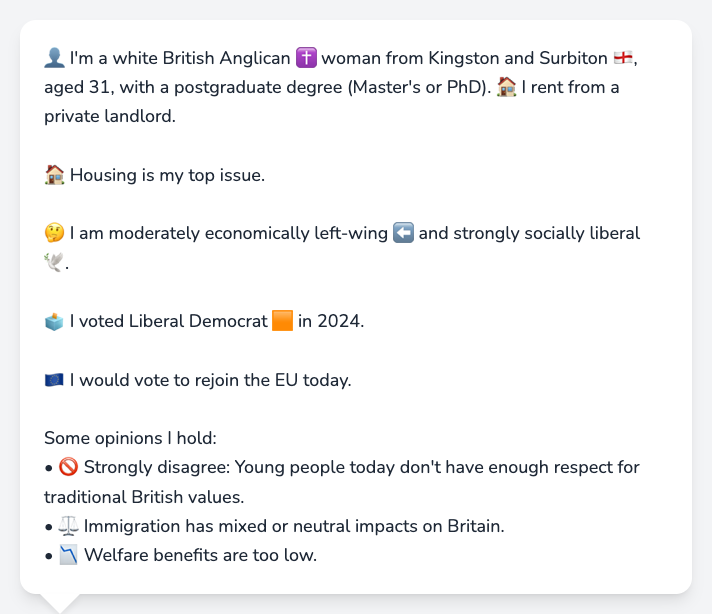 👤 I'm a white British Anglican ✝️ woman from Kingston and Surbiton 🏴󠁧󠁢󠁥󠁮󠁧󠁿,
aged 31, with a postgraduate degree (Master's or PhD). 🏠 I rent from a
private landlord.
🏠 Housing is my top issue.
🤔 I am moderately economically left-wing ⬅️ and strongly socially liberal
🕊️.
🗳️ I voted Liberal Democrat 🟧 in 2024.
🇪🇺 I would vote to rejoin the EU today.
Some opinions I hold:
• 🚫 Strongly disagree: Young people today don't have enough respect for
traditional British values.
• ⚖️ Immigration has mixed or neutral impacts on Britain.
• 📉 Welfare benefits are too low.